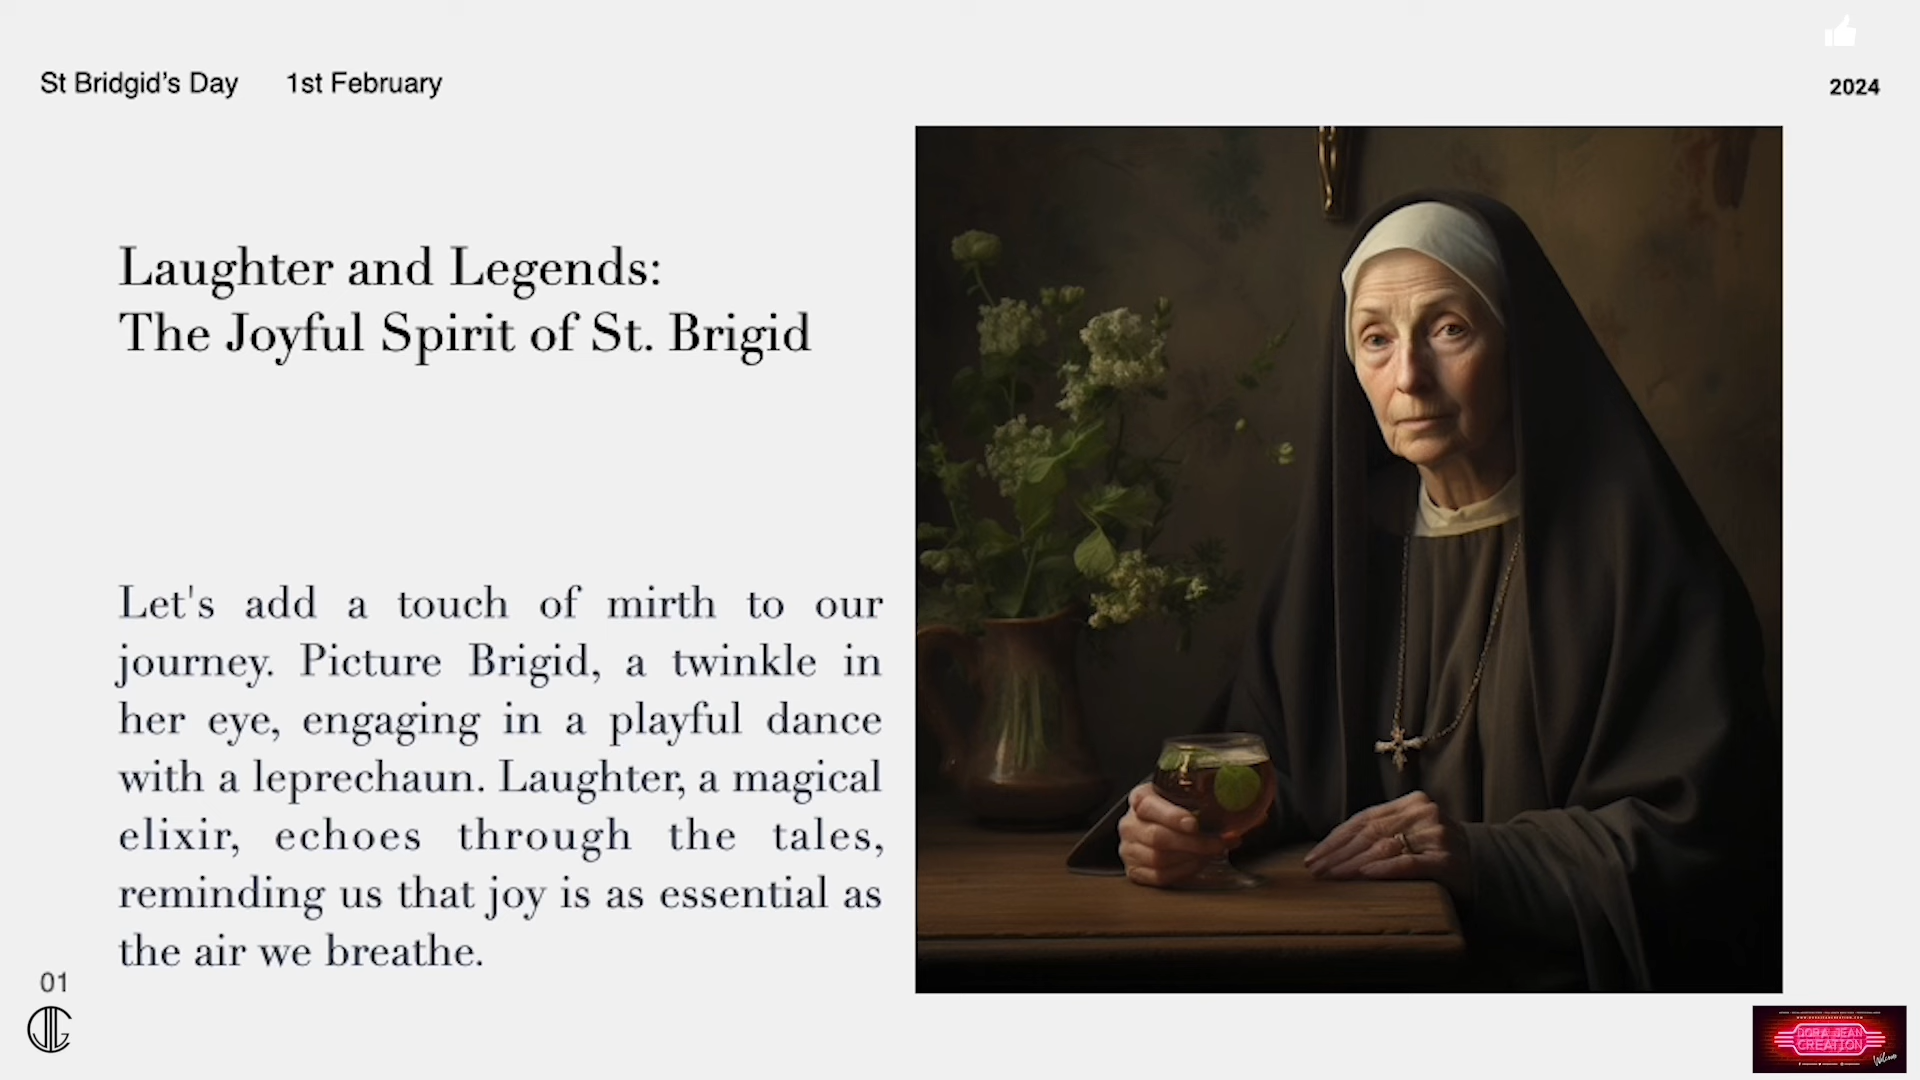 St Bridgid's Day 1st February
2024
Laughter and Legends:
The Joyful Spirit of St. Brigid
Let's add a touch of mirth to our
journey. Picture Brigid, a twinkle in
her eye, engaging in a playful dance
with a leprechaun. Laughter, a magical
elixir, echoes through the tales,
reminding us that joy is as essential as
the air we breathe.
01
DORA JEAN
CREATION
Welcome